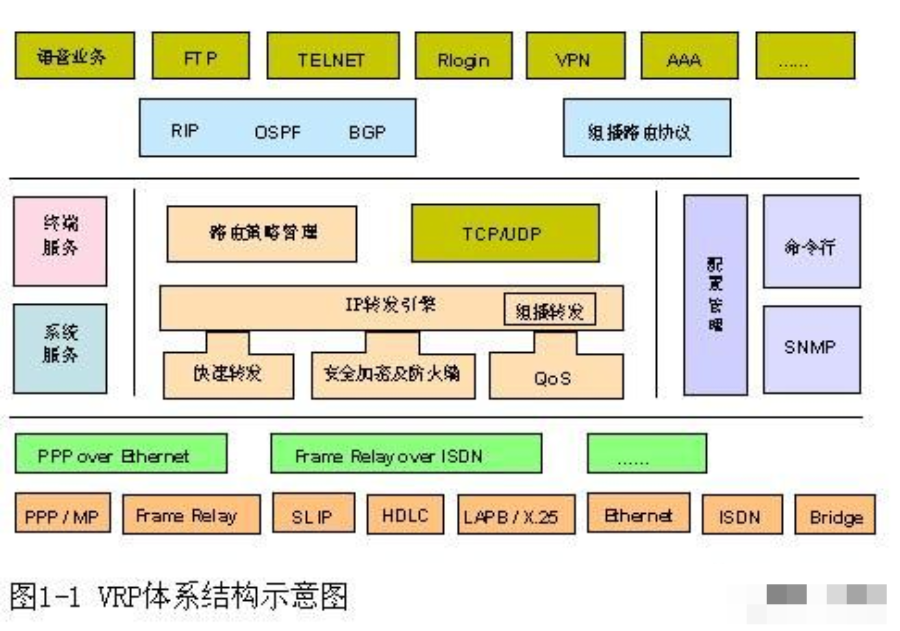 语音业务 FTP TELNET Rlogin VPN AAA ......
RIP OSPF BGP 组播路由协议
终端
服务
路由策略管理 TCP/UDP
配置管理
命令行
IP转发引擎 组播转发
系统
服务
快速转发 安全加密及防火墙 QoS
SNMP
PPP over Ethernet Frame Relay over ISDN ......
PPP / MP Frame Relay SLIP HDLC LAPB / X.25 Ethernet ISDN Bridge
图1-1 VRP体系结构示意图